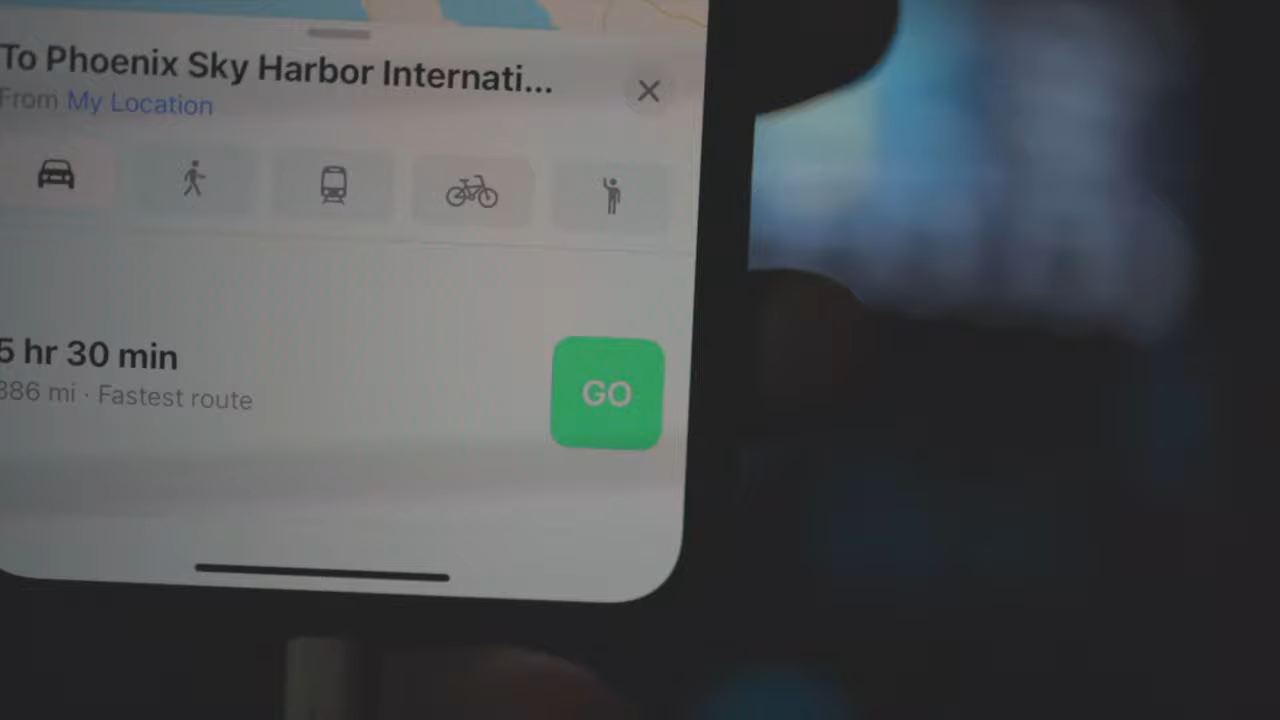 To Phoenix Sky Harbor Internati...
From My Location
5 hr 30 min
386 mi · Fastest route
GO